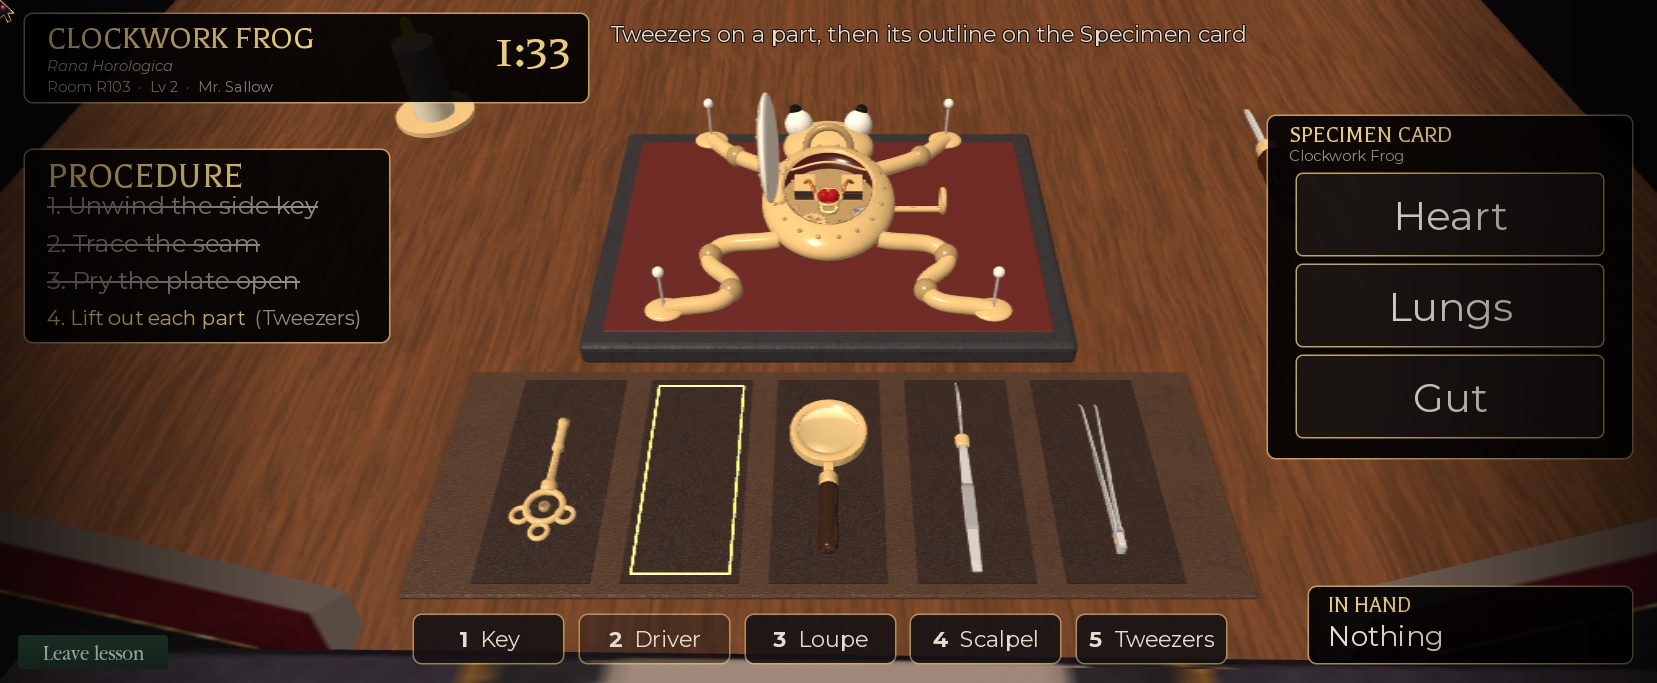 CLOCKWORK FROG
Rana Horologica
Room R103 · Lv 2 · Mr. Sallow
1:33
Tweezers on a part, then its outline on the Specimen card
PROCEDURE
1. Unwind the side key
2. Trace the seam
3. Pry the plate open
4. Lift out each part (Tweezers)
SPECIMEN CARD
Clockwork Frog
Heart
Lungs
Gut
1 Key
2 Driver
3 Loupe
4 Scalpel
5 Tweezers
IN HAND
Nothing
Leave lesson